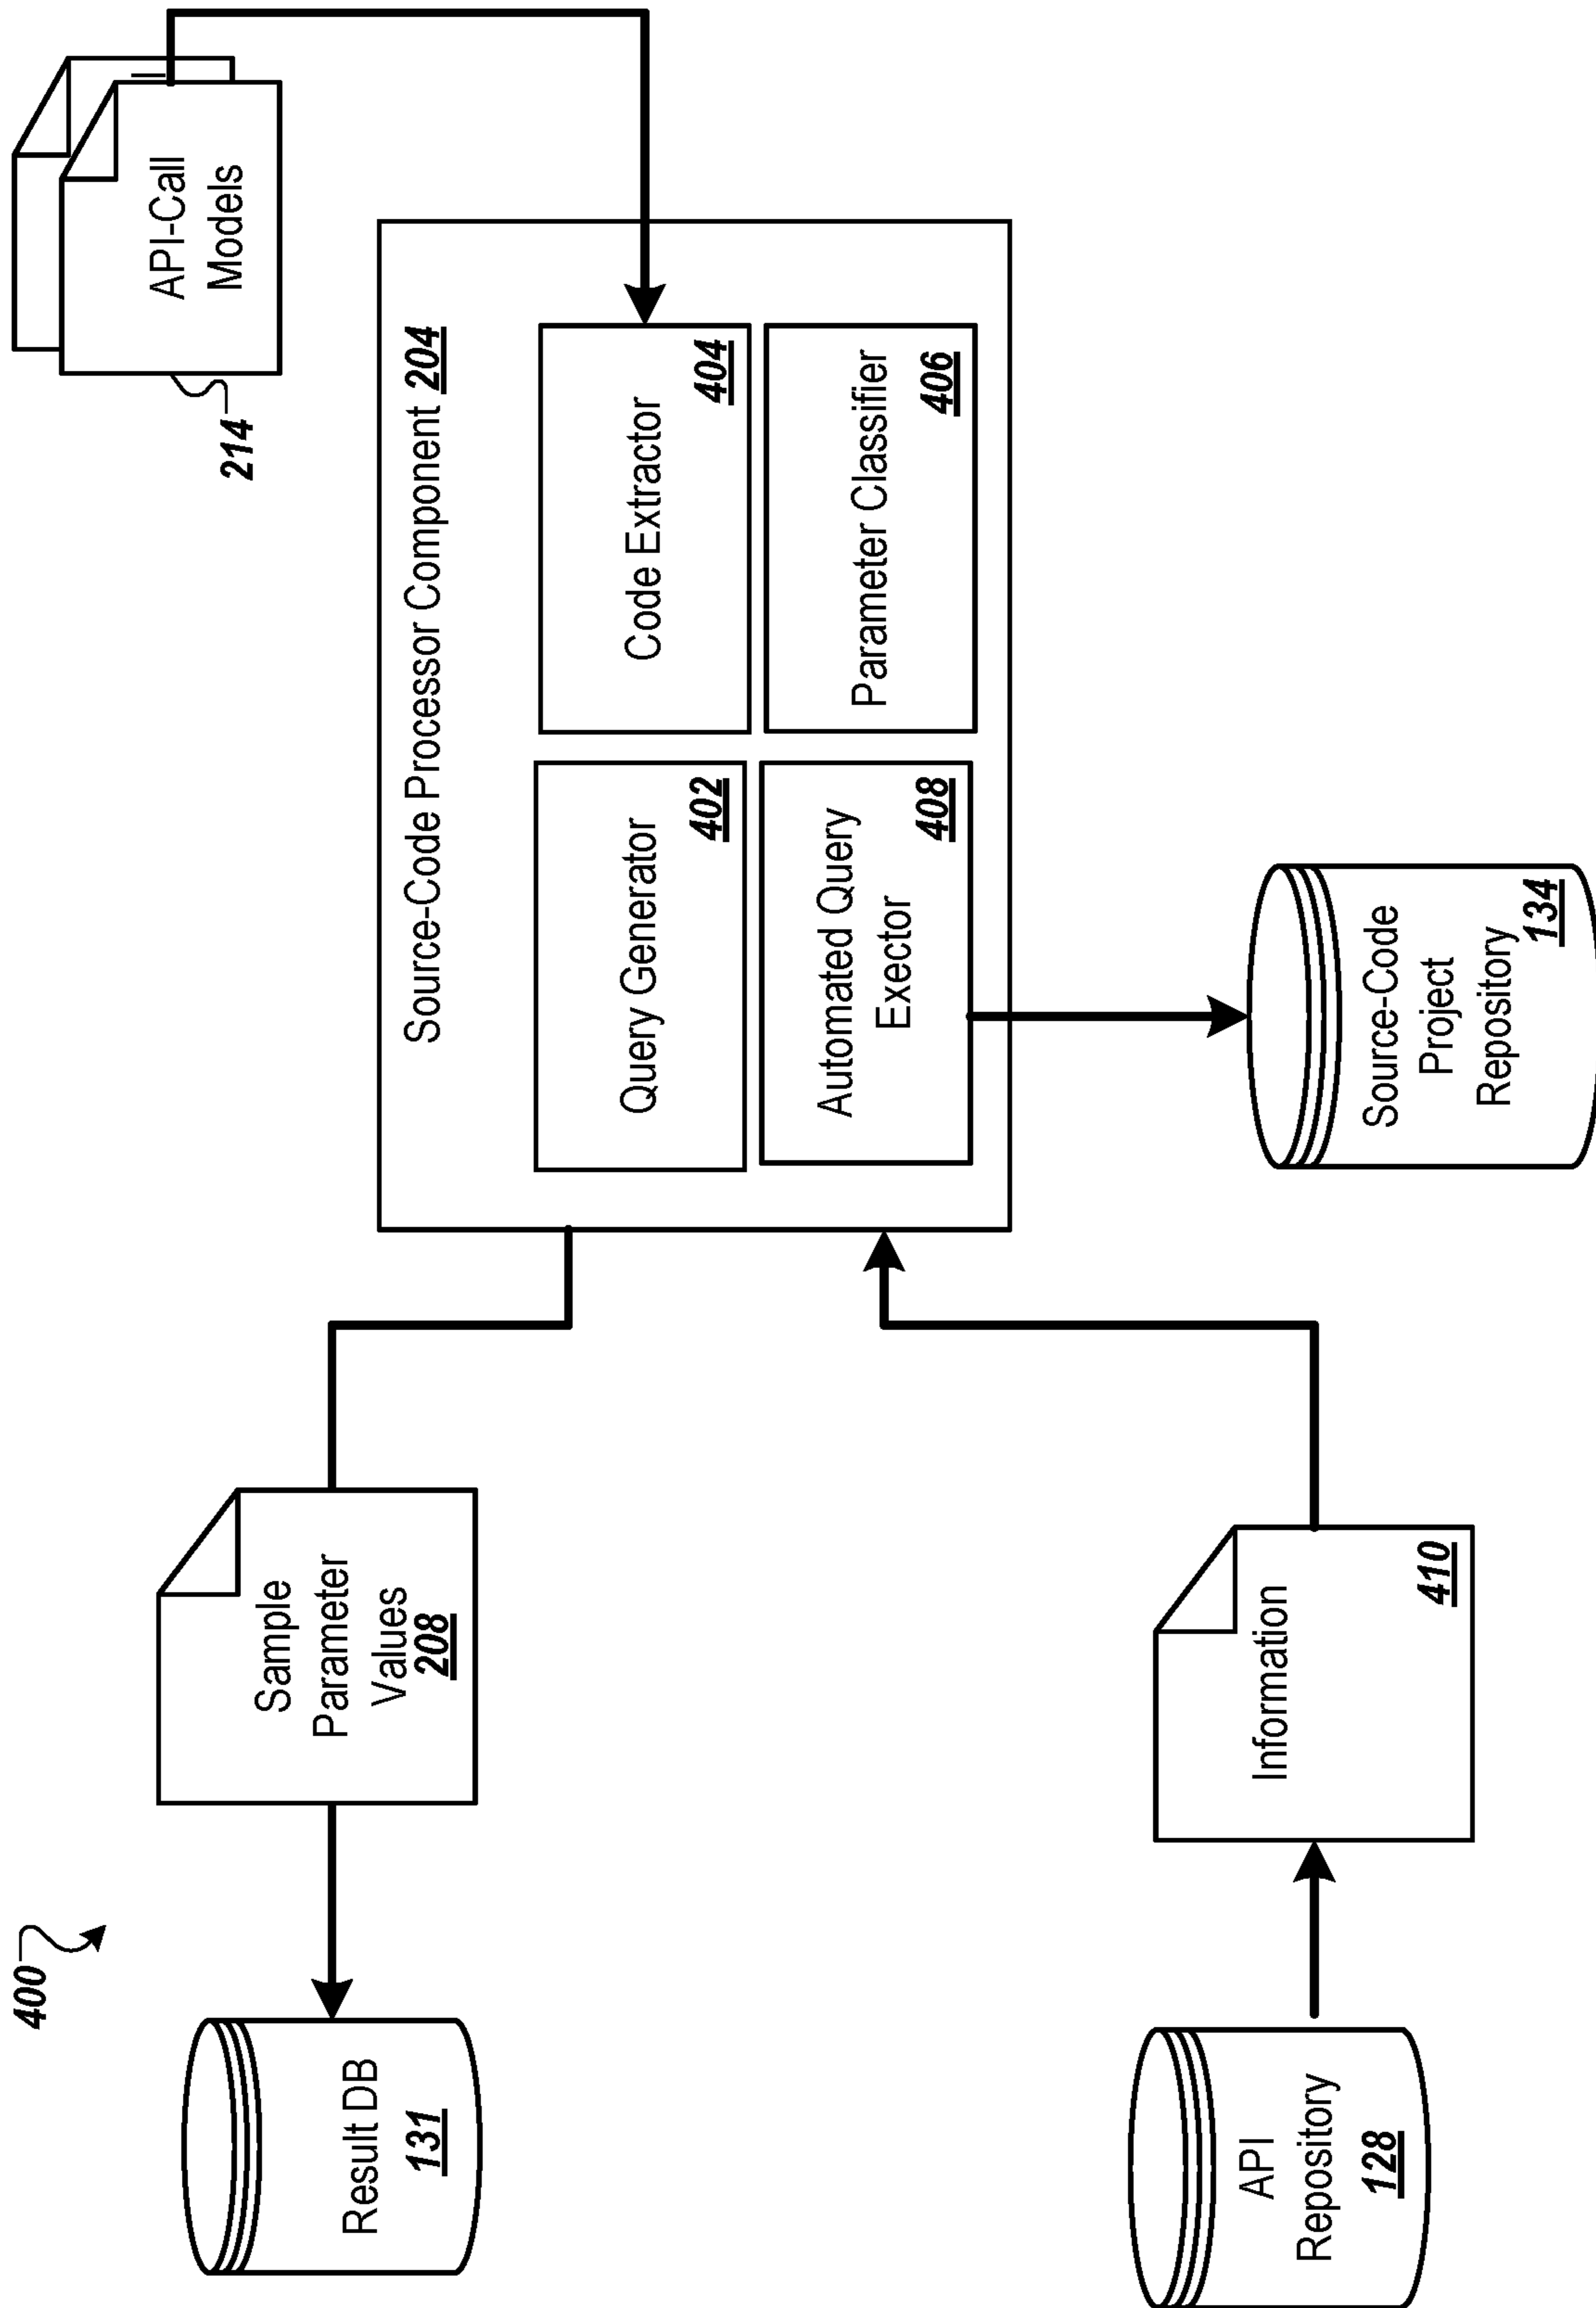 400
Result DB
131
Sample
Parameter
Values
208
Source-Code Processor Component 204
Query Generator
402
Code Extractor
404
Automated Query
Exector
408
Parameter Classifier
406
API-Call
Models
214
API
Repository
128
Information
410
Source-Code
Project
Repository
134